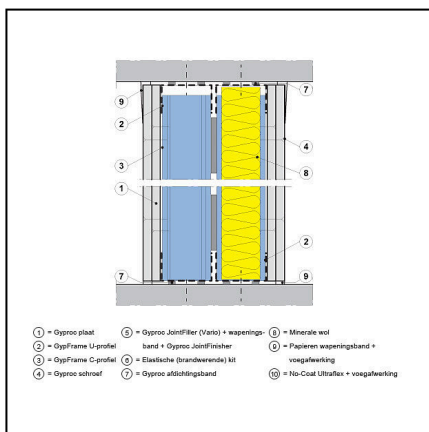 9
7
2
4
3
8
1
2
7
9
1 = Gyproc plaat
2 = GypFrame U-profiel
3 = GypFrame C-profiel
4 = Gyproc schroef
5 = Gyproc JointFiller (Vario) + wapenings-
band + Gyproc JointFinisher
6 = Elastische (brandwerende) kit
7 = Gyproc afdichtingsband
8 = Minerale wol
9 = Papieren wapeningsband +
voegafwerking
10 = No-Coat Ultraflex + voegafwerking